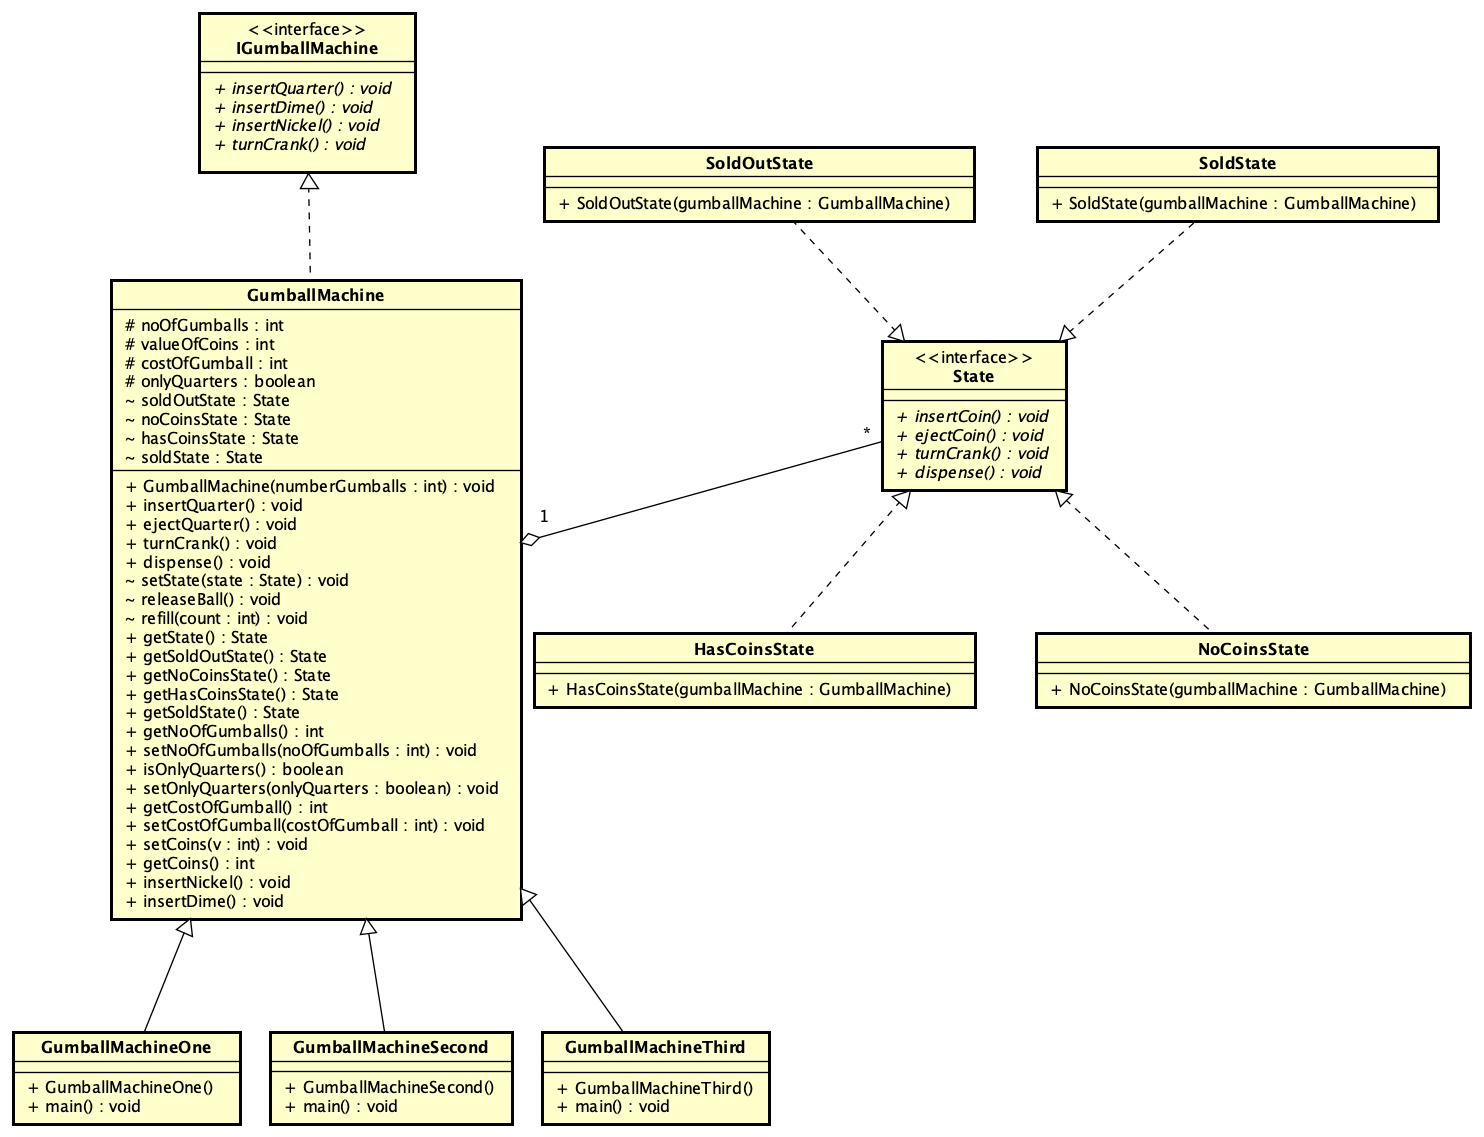 <<interface>>
IGumballMachine
+ insertQuarter() : void
+ insertDime() : void
+ insertNickel() : void
+ turnCrank() : void
SoldOutState
+ SoldOutState(gumballMachine : GumballMachine)
SoldState
+ SoldState(gumballMachine : GumballMachine)
GumballMachine
# noOfGumballs : int
# valueOfCoins : int
# costOfGumball : int
# onlyQuarters : boolean
~ soldOutState : State
~ noCoinsState : State
~ hasCoinsState : State
~ soldState : State
+ GumballMachine(numberGumballs : int) : void
+ insertQuarter() : void
+ ejectQuarter() : void
+ turnCrank() : void
+ dispense() : void
~ setState(state : State) : void
~ releaseBall() : void
~ refill(count : int) : void
+ getState() : State
+ getSoldOutState() : State
+ getNoCoinsState() : State
+ getHasCoinsState() : State
+ getSoldState() : State
+ getNoOfGumballs() : int
+ setNoOfGumballs(noOfGumballs : int) : void
+ isOnlyQuarters() : boolean
+ setOnlyQuarters(onlyQuarters : boolean) : void
+ getCostOfGumball() : int
+ setCostOfGumball(costOfGumball : int) : void
+ setCoins(v : int) : void
+ getCoins() : int
+ insertNickel() : void
+ insertDime() : void
1
*
<<interface>>
State
+ insertCoin() : void
+ ejectCoin() : void
+ turnCrank() : void
+ dispense() : void
HasCoinsState
+ HasCoinsState(gumballMachine : GumballMachine)
NoCoinsState
+ NoCoinsState(gumballMachine : GumballMachine)
GumballMachineOne
+ GumballMachineOne()
+ main() : void
GumballMachineSecond
+ GumballMachineSecond()
+ main() : void
GumballMachineThird
+ GumballMachineThird()
+ main() : void